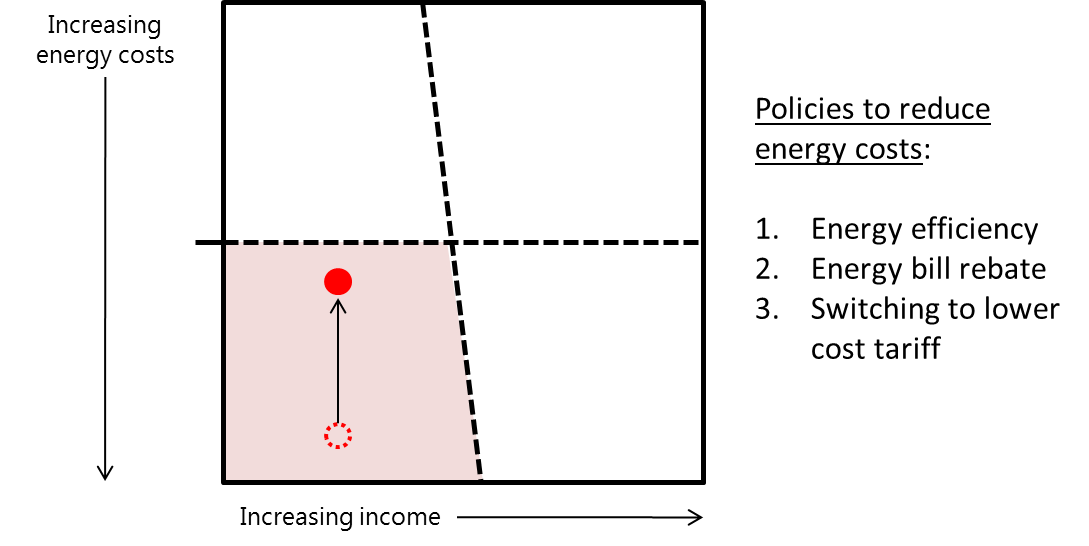 Increasing
energy costs
Policies to reduce
energy costs:
1. Energy efficiency
2. Energy bill rebate
3. Switching to lower
cost tariff
Increasing income